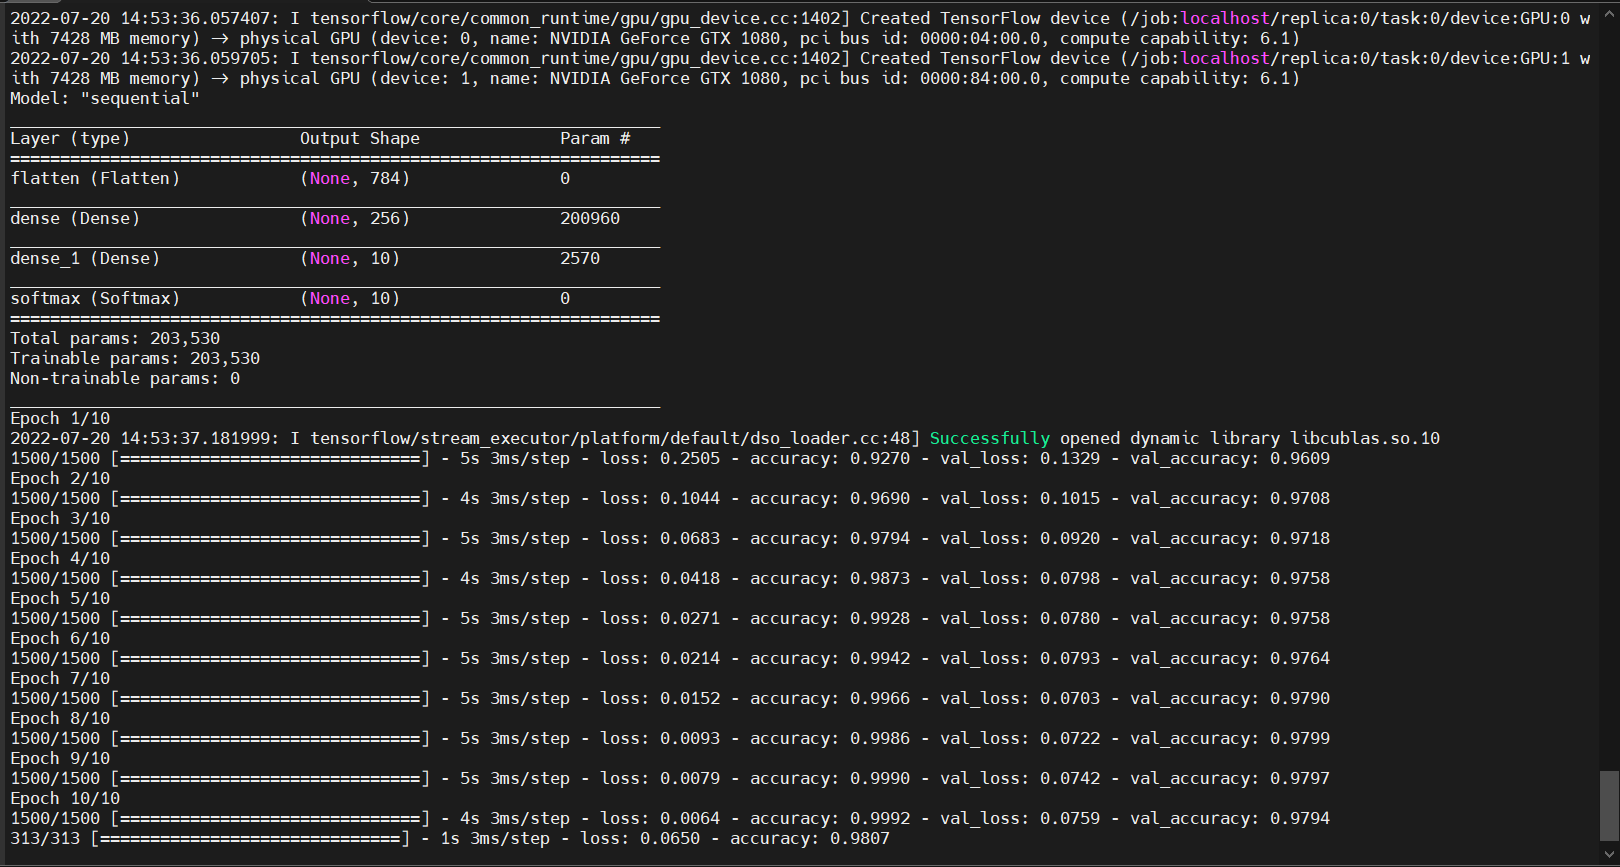 2022-07-20 14:53:36.057407: I tensorflow/core/common_runtime/gpu/gpu_device.cc:1402] Created TensorFlow device (/job:localhost/replica:0/task:0/device:GPU:0 w
ith 7428 MB memory) -> physical GPU (device: 0, name: NVIDIA GeForce GTX 1080, pci bus id: 0000:04:00.0, compute capability: 6.1)
2022-07-20 14:53:36.059705: I tensorflow/core/common_runtime/gpu/gpu_device.cc:1402] Created TensorFlow device (/job:localhost/replica:0/task:0/device:GPU:1 w
ith 7428 MB memory) -> physical GPU (device: 1, name: NVIDIA GeForce GTX 1080, pci bus id: 0000:84:00.0, compute capability: 6.1)
Model: "sequential"
_________________________________________________________________
Layer (type)                 Output Shape              Param #
=================================================================
flatten (Flatten)            (None, 784)               0
_________________________________________________________________
dense (Dense)                (None, 256)               200960
_________________________________________________________________
dense_1 (Dense)              (None, 10)                2570
_________________________________________________________________
softmax (Softmax)            (None, 10)                0
=================================================================
Total params: 203,530
Trainable params: 203,530
Non-trainable params: 0
_________________________________________________________________
Epoch 1/10
2022-07-20 14:53:37.181999: I tensorflow/stream_executor/platform/default/dso_loader.cc:48] Successfully opened dynamic library libcublas.so.10
1500/1500 [==============================] - 5s 3ms/step - loss: 0.2505 - accuracy: 0.9270 - val_loss: 0.1329 - val_accuracy: 0.9609
Epoch 2/10
1500/1500 [==============================] - 4s 3ms/step - loss: 0.1044 - accuracy: 0.9690 - val_loss: 0.1015 - val_accuracy: 0.9708
Epoch 3/10
1500/1500 [==============================] - 5s 3ms/step - loss: 0.0683 - accuracy: 0.9794 - val_loss: 0.0920 - val_accuracy: 0.9718
Epoch 4/10
1500/1500 [==============================] - 4s 3ms/step - loss: 0.0418 - accuracy: 0.9873 - val_loss: 0.0798 - val_accuracy: 0.9758
Epoch 5/10
1500/1500 [==============================] - 5s 3ms/step - loss: 0.0271 - accuracy: 0.9928 - val_loss: 0.0780 - val_accuracy: 0.9758
Epoch 6/10
1500/1500 [==============================] - 5s 3ms/step - loss: 0.0214 - accuracy: 0.9942 - val_loss: 0.0793 - val_accuracy: 0.9764
Epoch 7/10
1500/1500 [==============================] - 5s 3ms/step - loss: 0.0152 - accuracy: 0.9966 - val_loss: 0.0703 - val_accuracy: 0.9790
Epoch 8/10
1500/1500 [==============================] - 5s 3ms/step - loss: 0.0093 - accuracy: 0.9986 - val_loss: 0.0722 - val_accuracy: 0.9799
Epoch 9/10
1500/1500 [==============================] - 5s 3ms/step - loss: 0.0079 - accuracy: 0.9990 - val_loss: 0.0742 - val_accuracy: 0.9797
Epoch 10/10
1500/1500 [==============================] - 4s 3ms/step - loss: 0.0064 - accuracy: 0.9992 - val_loss: 0.0759 - val_accuracy: 0.9794
313/313 [==============================] - 1s 3ms/step - loss: 0.0650 - accuracy: 0.9807